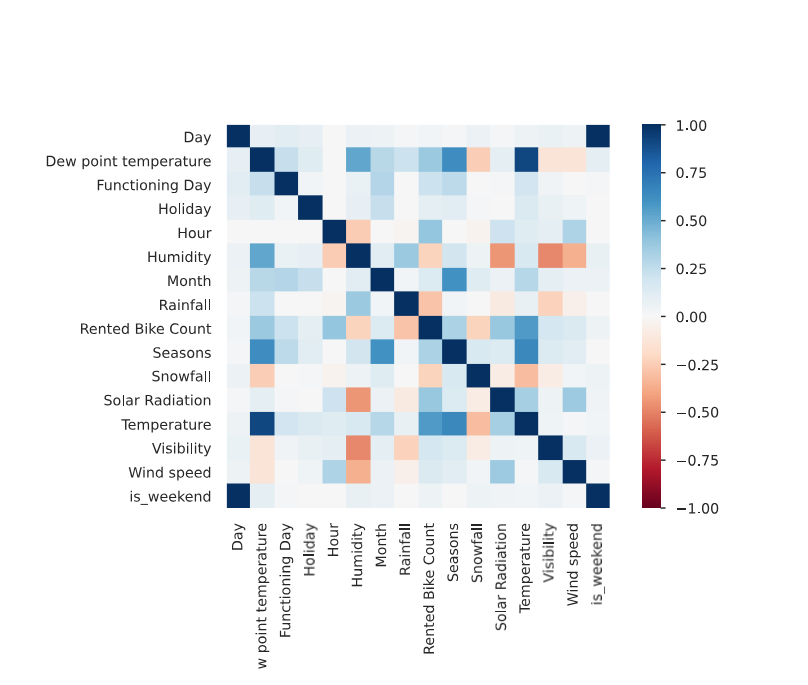 Day
Dew point temperature
Functioning Day
Holiday
Hour
Humidity
Month
Rainfall
Rented Bike Count
Seasons
Snowfall
Solar Radiation
Temperature
Visibility
Wind speed
is_weekend
1.00
0.75
0.50
0.25
0.00
−0.25
−0.50
−0.75
−1.00
Day
w point temperature
Functioning Day
Holiday
Hour
Humidity
Month
Rainfall
Rented Bike Count
Seasons
Snowfall
Solar Radiation
Temperature
Visibility
Wind speed
is_weekend